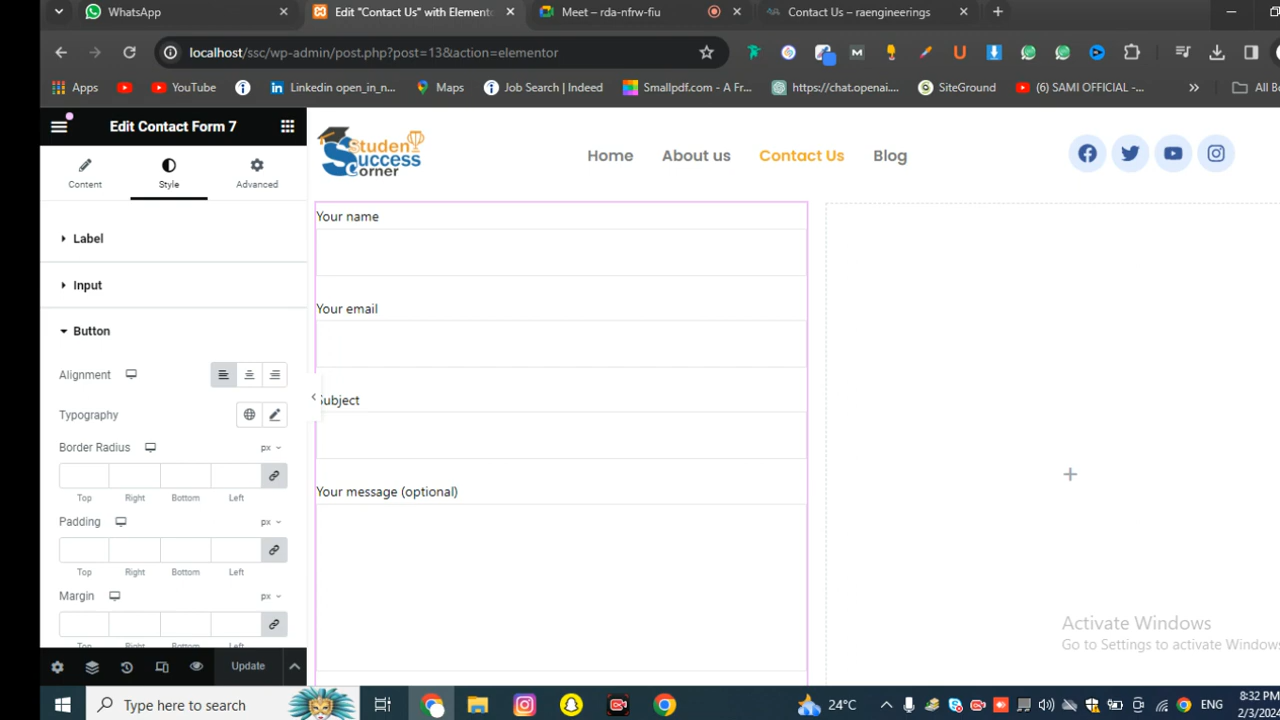 WhatsApp
Edit "Contact Us" with Elemento
Meet – rda-nfrw-fiu
Contact Us – raengineerings
localhost/ssc/wp-admin/post.php?post=13&action=elementor
Apps
YouTube
Linkedin open_in_n...
Maps
Job Search | Indeed
Smallpdf.com - A Fr...
https://chat.openai....
SiteGround
(6) SAMI OFFICIAL -...
All B
Edit Contact Form 7
Content
Style
Advanced
Label
Input
Button
Alignment
Typography
Border Radius
px
Top
Right
Bottom
Left
Padding
px
Top
Right
Bottom
Left
Margin
px
Update
Studen
Success
Corner
Home
About us
Contact Us
Blog
Your name
Your email
Subject
Your message (optional)
Activate Windows
Go to Settings to activate Windows
Type here to search
24°C
ENG
8:32 PM
2/3/202